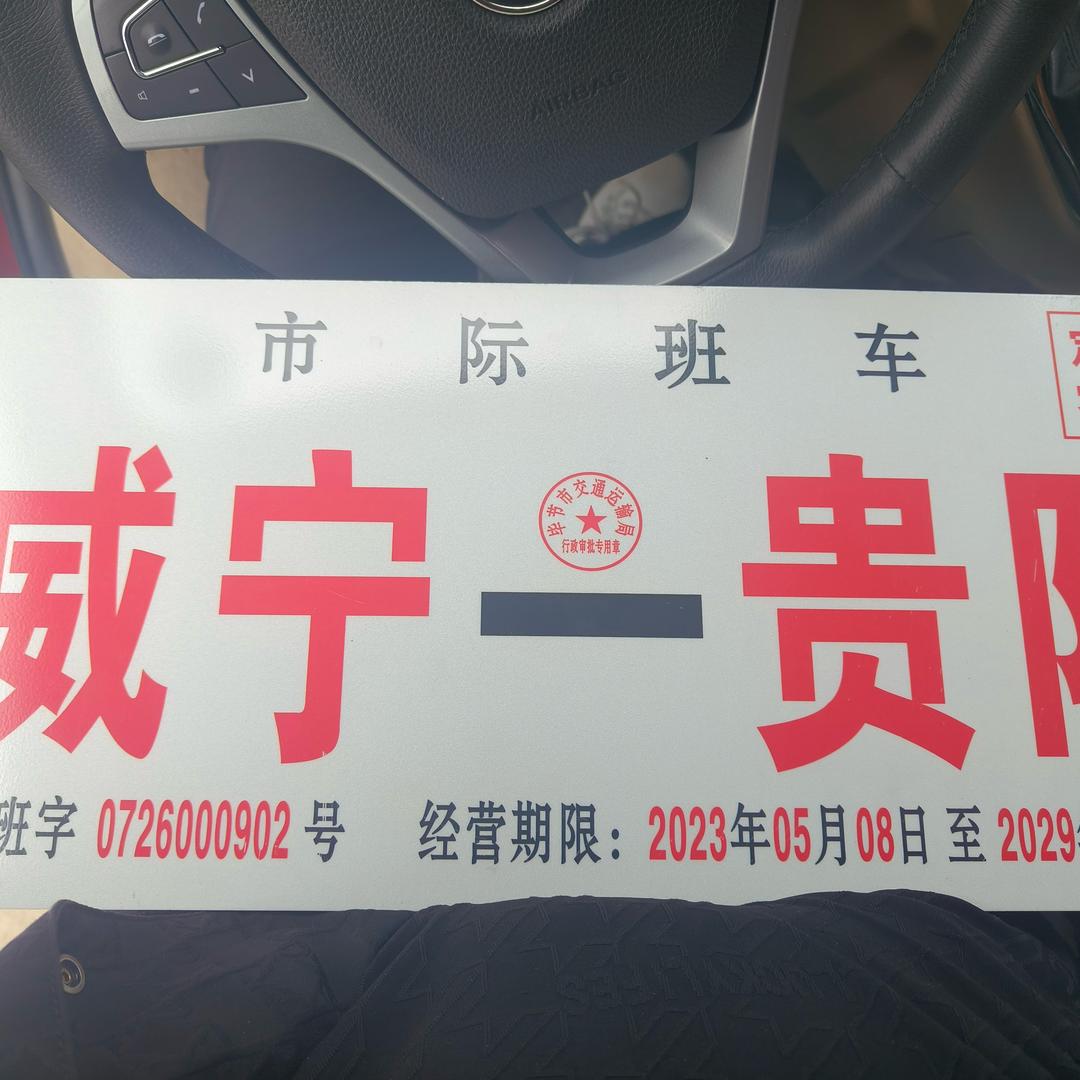 AIRBAG
市际班车
威宁—贵
毕节市交通运输局
行政审批专用章
班字 0726000902 号 经营期限：2023年05月08日 至 2029